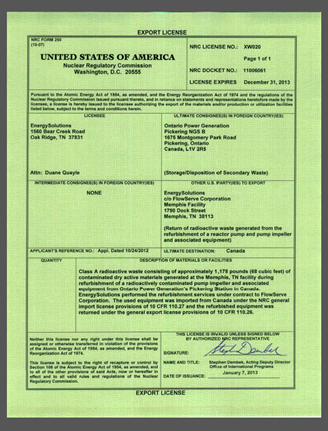 EXPORT LICENSE
NRC FORM 250
(10-07)
UNITED STATES OF AMERICA
Nuclear Regulatory Commission
Washington, D.C. 20555
NRC LICENSE NO.: XW020
Page 1 of 1
NRC DOCKET NO.: 11006061
LICENSE EXPIRES December 31, 2013
Pursuant to the Atomic Energy Act of 1954, as amended, and the Energy Reorganization Act of 1974 and the regulations of the
Nuclear Regulatory Commission issued pursuant thereto, and in reliance on statements and representations heretofore made by the
licensee, a license is hereby issued to the licensee authorizing the export of the materials and/or production or utilization facilities
listed below, subject to the terms and conditions herein.
LICENSEE
EnergySolutions
1560 Bear Creek Road
Oak Ridge, TN 37831
Attn: Duane Quayle
ULTIMATE CONSIGNEE(S) IN FOREIGN COUNTRY(IES)
Ontario Power Generation
Pickering NGS B
1675 Montgomery Park Road
Pickering, Ontario
Canada, L1V 2R5
(Storage/Disposition of Secondary Waste)
INTERMEDIATE CONSIGNEE(S) IN FOREIGN COUNTRY(IES)
NONE
OTHER U.S. PARTY(IES) TO EXPORT
EnergySolutions
c/o FlowServe Corporation
Memphis Facility
1790 Dock Street
Memphis, TN 38113
(Return of radioactive waste generated from the
refurbishment of a reactor pump and pump impeller
and associated equipment)
APPLICANT'S REFERENCE NO.: Appl. Dated 10/24/2012
ULTIMATE DESTINATION: Canada
QUANTITY
DESCRIPTION OF MATERIALS OR FACILITIES
Class A radioactive waste consisting of approximately 1,178 pounds (68 cubic feet) of
contaminated dry active materials generated at the Memphis, TN facility during
refurbishment of a radioactively contaminated pump impeller and associated
equipment from Ontario Power Generation's Pickering Station in Canada.
EnergySolutions performed the refurbishment services under contract to FlowServe
Corporation. The used equipment was imported from Canada under the NRC general
import license provisions of 10 CFR 110.27 and the refurbished equipment was
returned under the general export license provisions of 10 CFR 110.26.
Neither this license nor any right under this license shall be
assigned or otherwise transferred in violation of the provisions
of the Atomic Energy Act of 1954, as amended, and the Energy
Reorganization Act of 1974.
This license is subject to the right of recapture or control by
Section 108 of the Atomic Energy Act of 1954, as amended, and
to all of the other provisions of said Acts, now or hereafter in
effect and to all valid rules and regulations of the Nuclear
Regulatory Commission.
THIS LICENSE IS INVALID UNLESS SIGNED BELOW
BY AUTHORIZED NRC REPRESENTATIVE
SIGNATURE: Stephen Dembek
NAME AND TITLE: Stephen Dembek, Acting Deputy Director
Office of International Programs
DATE OF ISSUANCE: January 7, 2013
EXPORT LICENSE